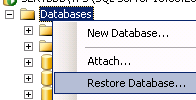 Databases
New Database...
Attach...
Restore Database...